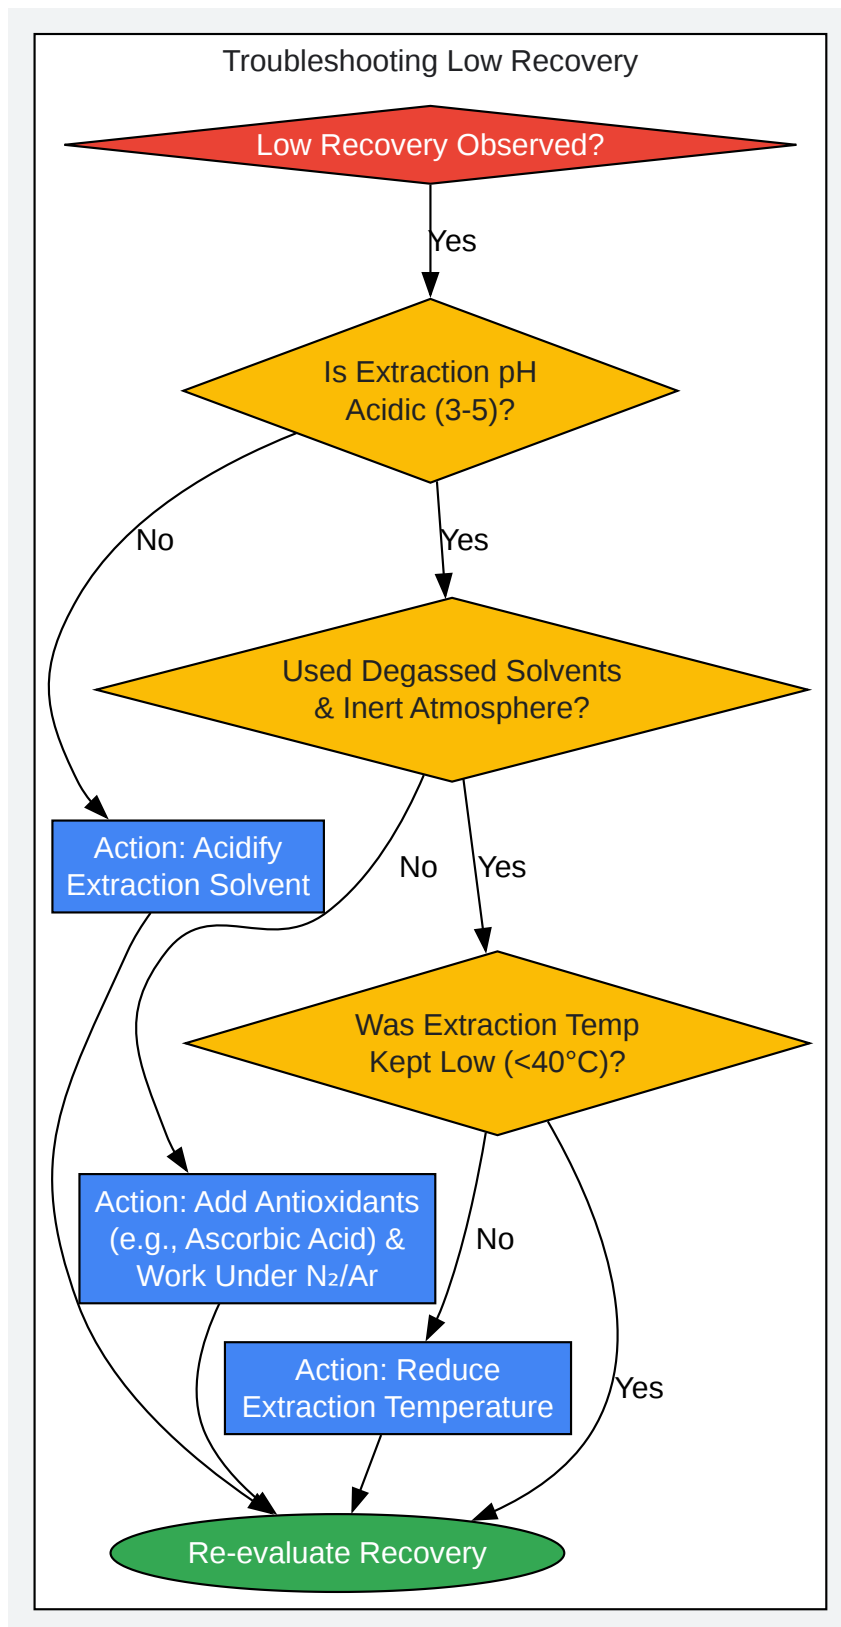 Troubleshooting Low Recovery
Low Recovery Observed?
Yes
Is Extraction pH
Acidic (3-5)?
No
Yes
Used Degassed Solvents
& Inert Atmosphere?
Action: Acidify
Extraction Solvent
No
Yes
Was Extraction Temp
Kept Low (<40°C)?
Action: Add Antioxidants
(e.g., Ascorbic Acid) &
Work Under N₂/Ar
No
Action: Reduce
Extraction Temperature
Yes
Re-evaluate Recovery